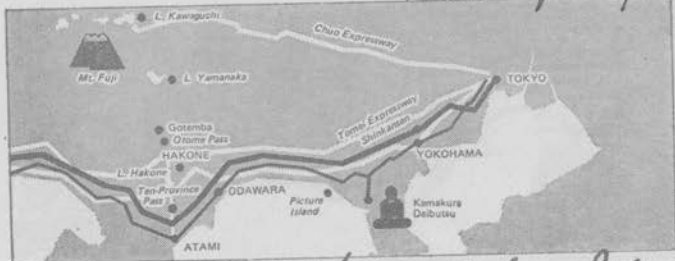 L. Kawaguchi
Chuo Expressway
Mt. Fuji
L. Yamanaka
TOKYO
Tomei Expressway
Shinkansen
Gotemba
Otome Pass
HAKONE
YOKOHAMA
L. Hakone
Ten-Province
Pass
ODAWARA
Picture
Island
Kamakura
Daibutsu
ATAMI